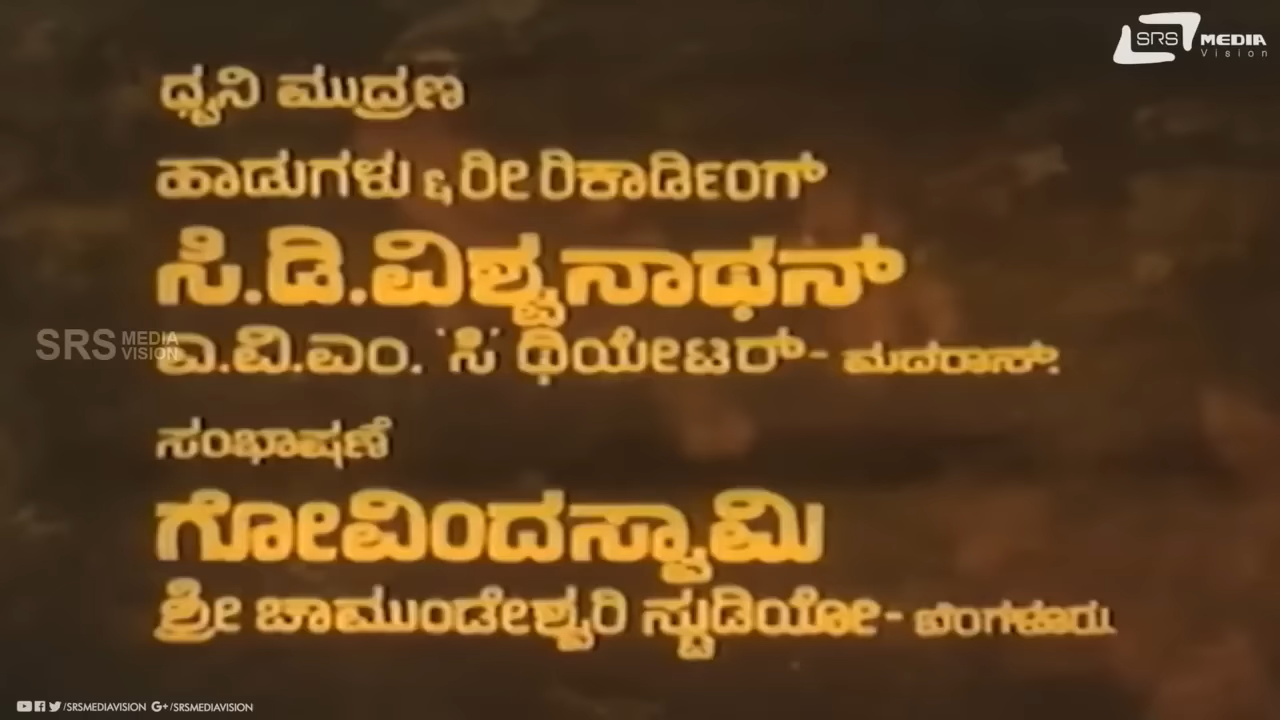 SRS MEDIA
Vision
ಧ್ವನಿ ಮುದ್ರಣ
ಹಾಡುಗಳು & ರೀರಿಕಾರ್ಡಿಂಗ್
ಸಿ.ಡಿ.ವಿಶ್ವನಾಥನ್
SRS MEDIA VISION
ಎ.ವಿ.ಎಂ. 'ಸಿ' ಥಿಯೇಟರ್ - ಮದರಾಸ್.
ಸಂಭಾಷಣೆ
ಗೋವಿಂದಸ್ವಾಮಿ
ಶ್ರೀ ಚಾಮುಂಡೇಶ್ವರಿ ಸ್ಟುಡಿಯೋ - ಬೆಂಗಳೂರು.
/SRSMEDIAVISION G+/SRSMEDIAVISION